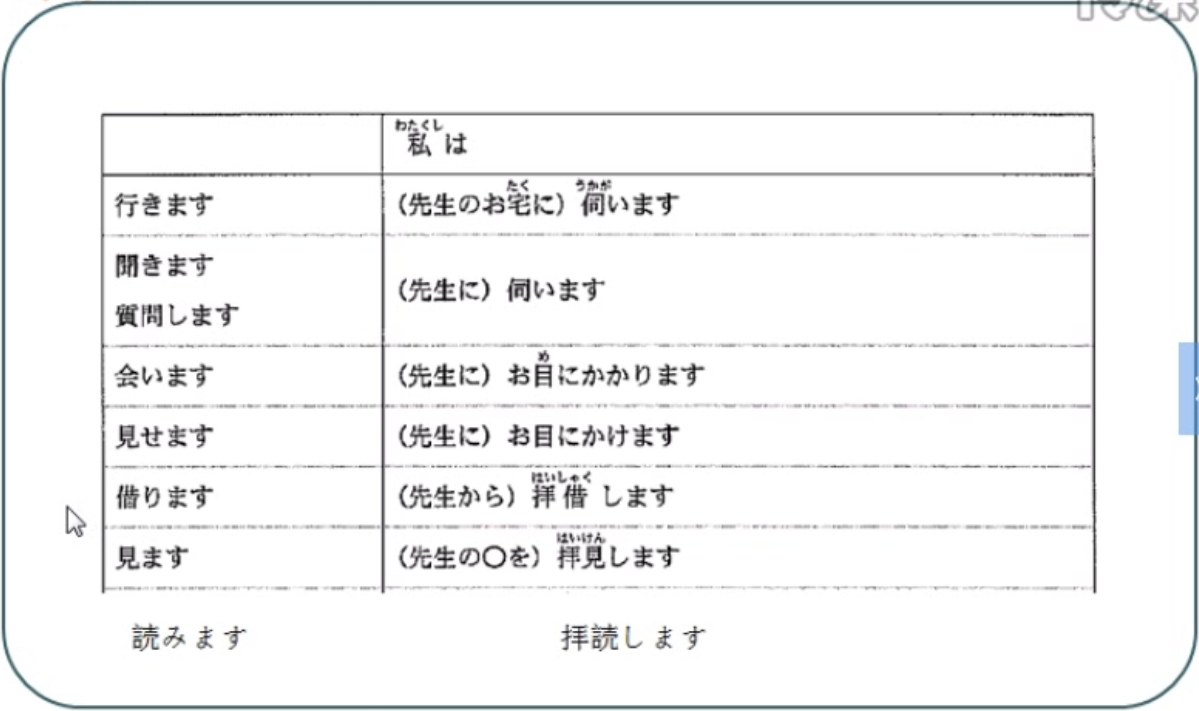 わたくし
私は
行きます
たく うかが
(先生のお宅に) 伺います
聞きます
質問します
(先生に) 伺います
会います
め
(先生に) お目にかかります
見せます
(先生に) お目にかけます
借ります
はいしゃく
(先生から) 拝借 します
見ます
はいけん
(先生の〇を) 拝見します
読みます
拝読します